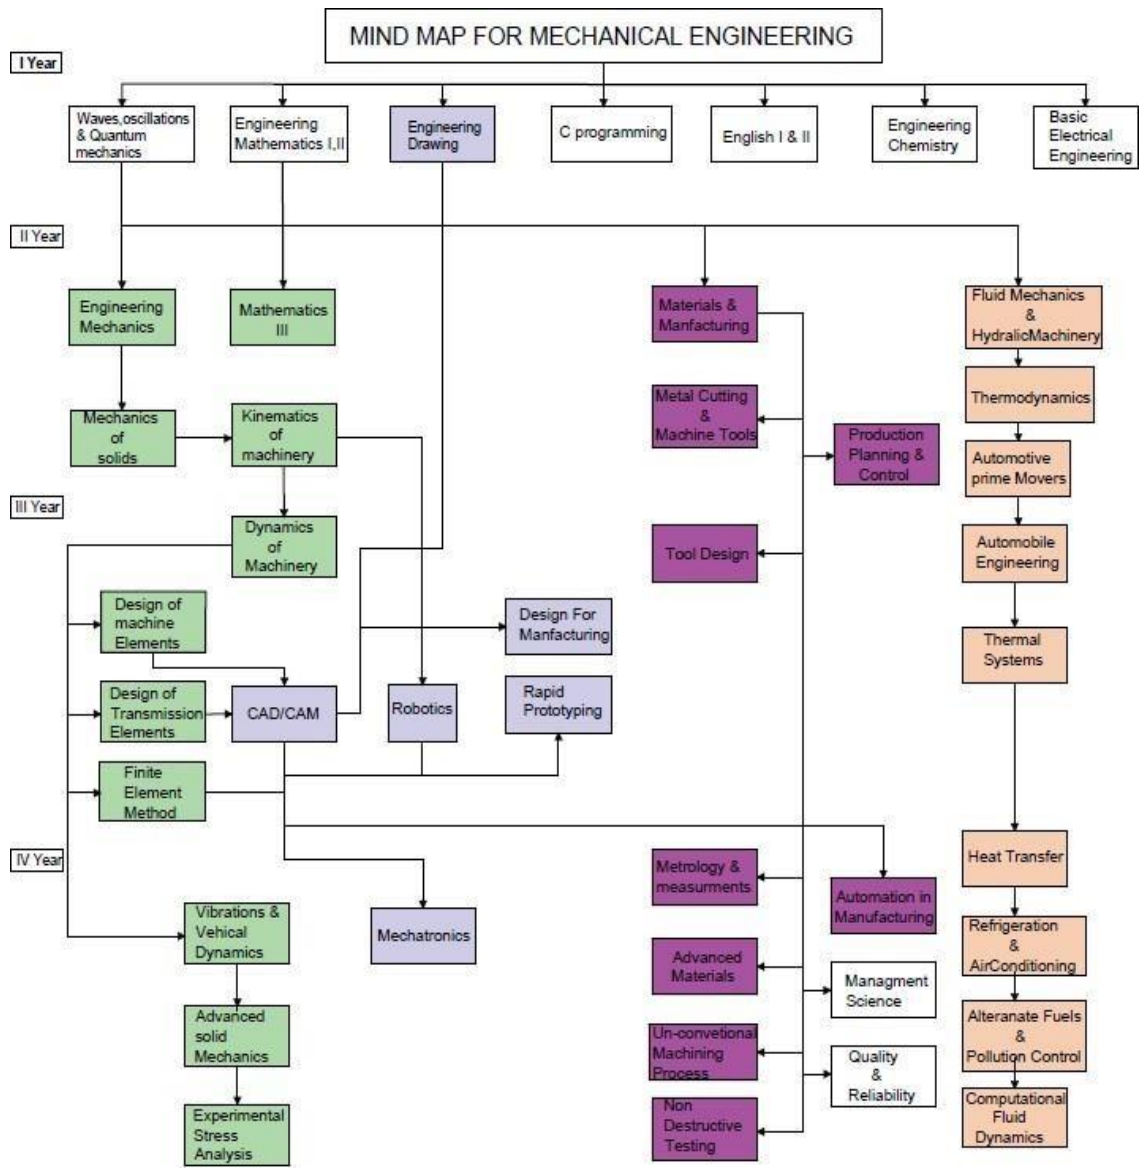 MIND MAP FOR MECHANICAL ENGINEERING
I Year
Waves,oscillations
& Quantum
mechanics
Engineering
Mathematics I,II
Engineering
Drawing
C programming
English I & II
Engineering
Chemistry
Basic
Electrical
Engineering
II Year
Engineering
Mechanics
Mathematics
III
Materials &
Manfacturing
Fluid Mechanics
&
HydralicMachinery
Mechanics
of
solids
Kinematics
of
machinery
Metal Cutting
&
Machine Tools
Production
Planning &
Control
Thermodynamics
Automotive
prime Movers
III Year
Dynamics
of
Machinery
Tool Design
Automobile
Engineering
Design of
machine
Elements
Design For
Manfacturing
Thermal
Systems
Design of
Transmission
Elements
CAD/CAM
Robotics
Rapid
Prototyping
Finite
Element
Method
IV Year
Metrology &
measurments
Automation in
Manufacturing
Heat Transfer
Vibrations &
Vehical
Dynamics
Mechatronics
Advanced
Materials
Managment
Science
Refrigeration
&
AirConditioning
Advanced
solid
Mechanics
Un-convetional
Machining
Process
Quality
&
Reliability
Alteranate Fuels
&
Pollution Control
Experimental
Stress
Analysis
Non
Destructive
Testing
Computational
Fluid
Dynamics